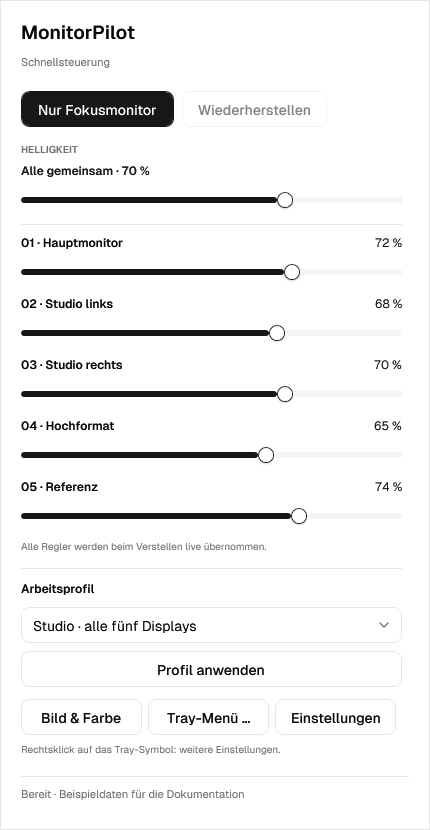 MonitorPilot
Schnellsteuerung
Nur Fokusmonitor Wiederherstellen
HELLIGKEIT
Alle gemeinsam · 70 %
01 · Hauptmonitor 72 %
02 · Studio links 68 %
03 · Studio rechts 70 %
04 · Hochformat 65 %
05 · Referenz 74 %
Alle Regler werden beim Verstellen live übernommen.
Arbeitsprofil
Studio · alle fünf Displays
Profil anwenden
Bild & Farbe Tray-Menü ... Einstellungen
Rechtsklick auf das Tray-Symbol: weitere Einstellungen.
Bereit · Beispieldaten für die Dokumentation